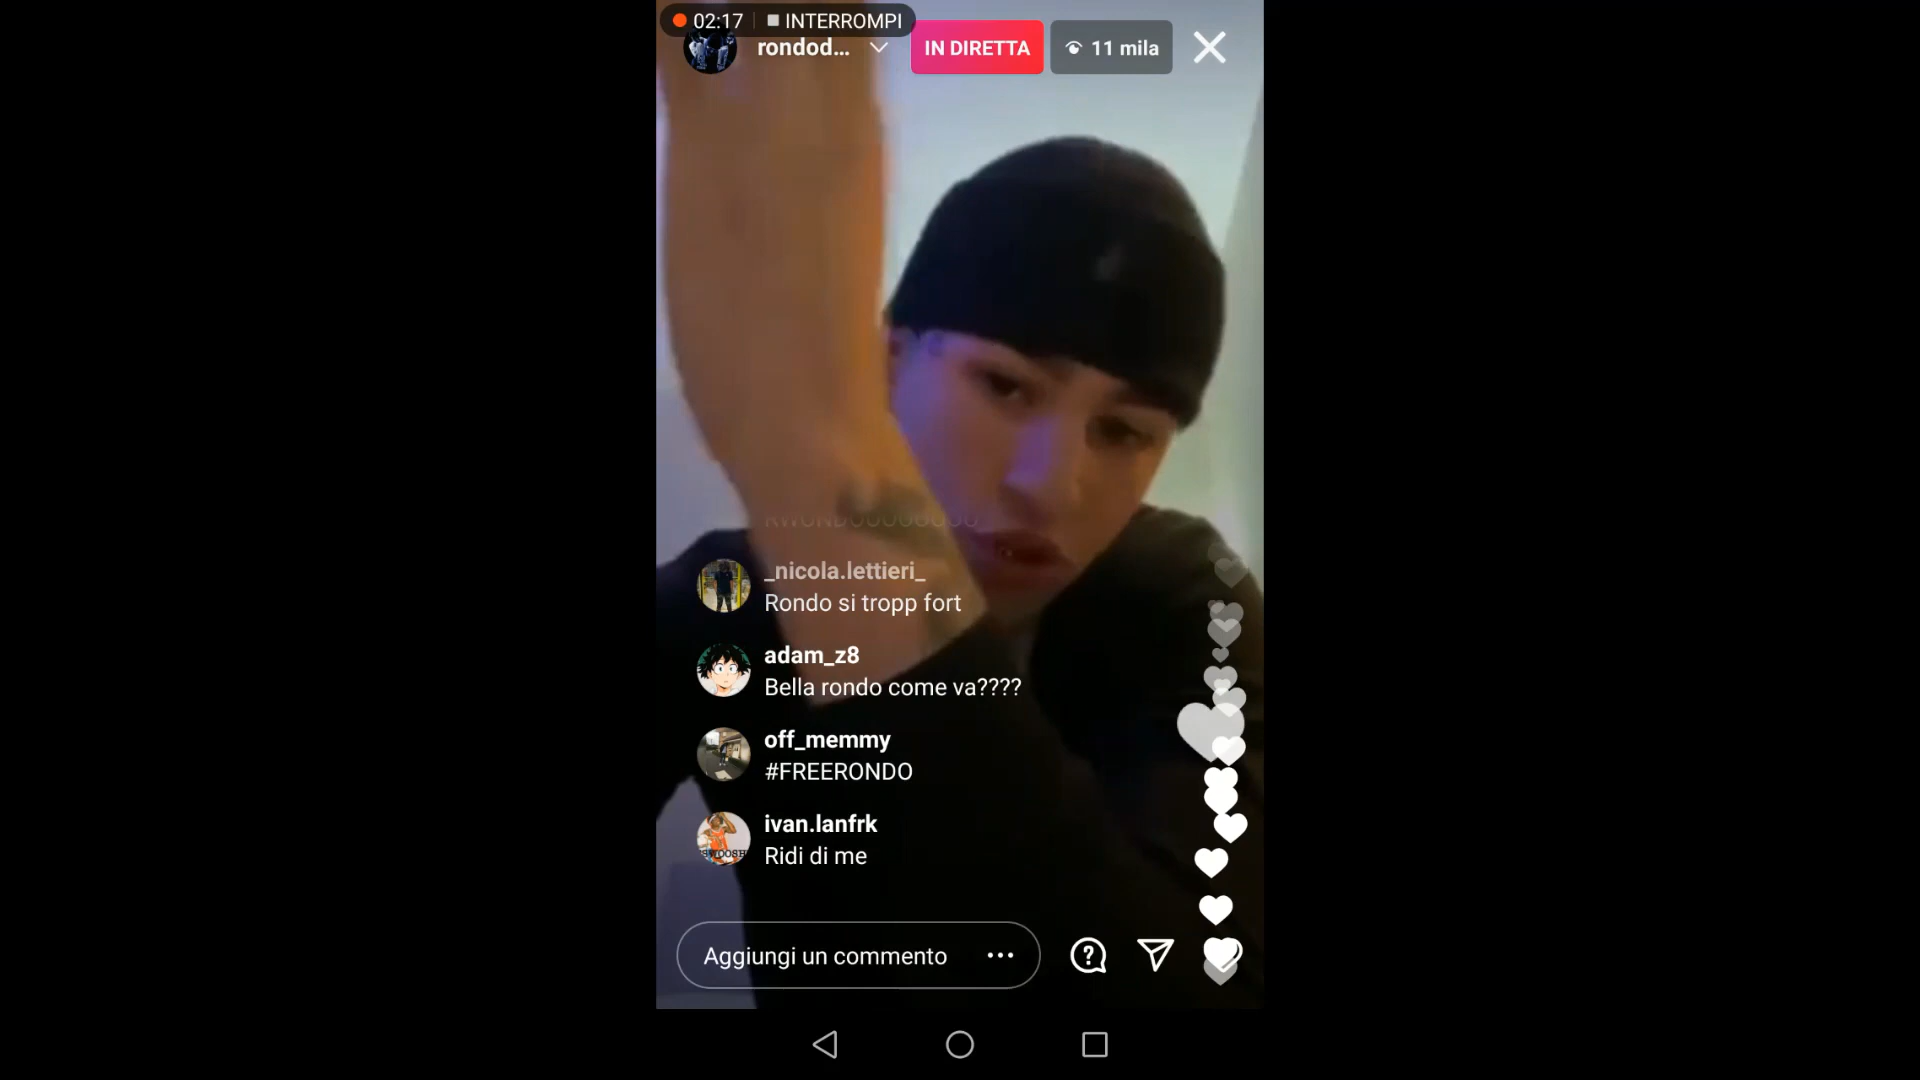 02:17 INTERROMPI
rondod...
IN DIRETTA
11 mila
_nicola.lettieri_
Rondo si tropp fort
adam_z8
Bella rondo come va????
off_memmy
#FREERONDO
ivan.lanfrk
Ridi di me
Aggiungi un commento